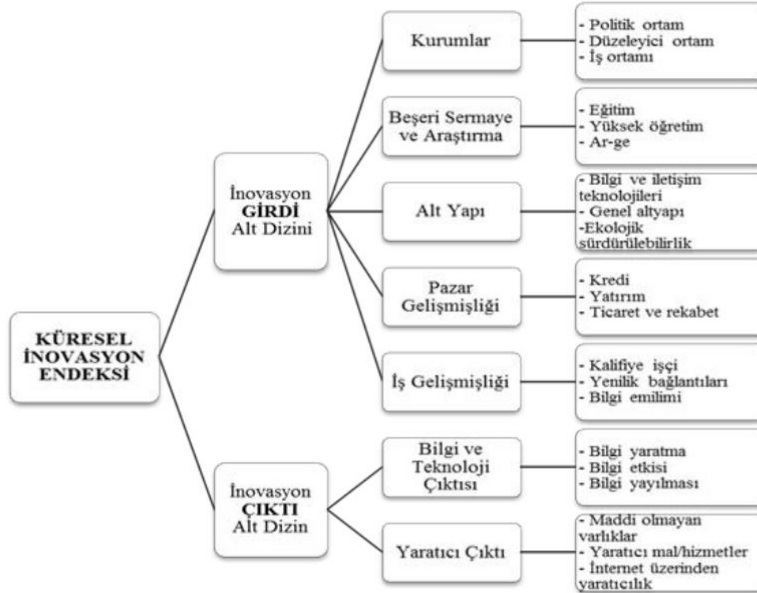 KÜRESEL
İNOVASYON
ENDEKSİ
İnovasyon
GİRDİ
Alt Dizini
Kurumlar
- Politik ortam
- Düzeleyici ortam
- İş ortamı
Beşeri Sermaye
ve Araştırma
- Eğitim
- Yüksek öğretim
- Ar-ge
Alt Yapı
- Bilgi ve iletişim
teknolojileri
- Genel altyapı
-Ekolojik
sürdürülebilirlik
Pazar
Gelişmişliği
- Kredi
- Yatırım
- Ticaret ve rekabet
İş Gelişmişliği
- Kalifiye işçi
- Yenilik bağlantıları
- Bilgi emilimi
İnovasyon
ÇIKTI
Alt Dizin
Bilgi ve
Teknoloji
Çıktısı
- Bilgi yaratma
- Bilgi etkisi
- Bilgi yayılması
Yaratıcı Çıktı
- Maddi olmayan
varlıklar
- Yaratıcı mal/hizmetler
- İnternet üzerinden
yaratıcılık